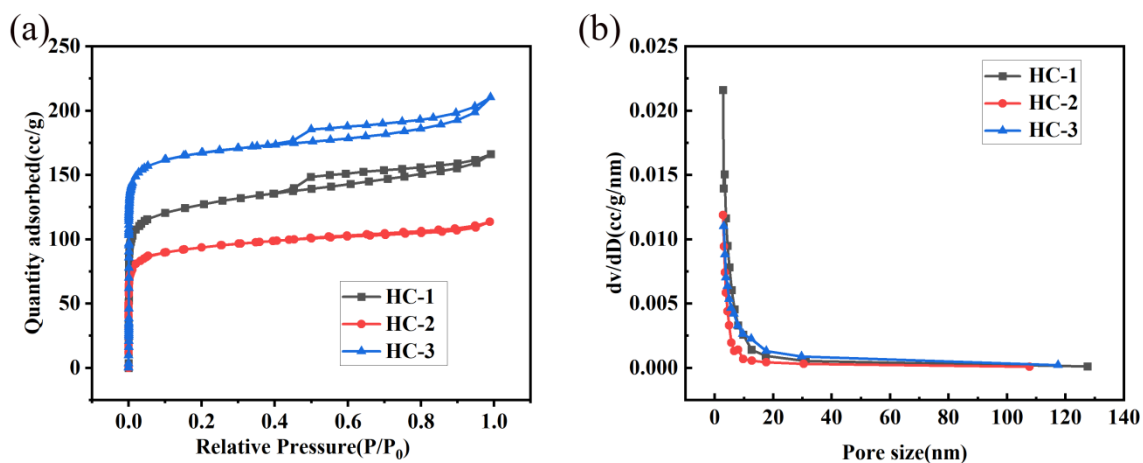 (a)
250
200
150
100
50
0
Quantity adsorbed(cc/g)
HC-1
HC-2
HC-3
0.0 0.2 0.4 0.6 0.8 1.0
Relative Pressure(P/P₀)
(b)
0.025
0.020
0.015
0.010
0.005
0.000
dv/dD(cc/g/nm)
HC-1
HC-2
HC-3
0 20 40 60 80 100 120 140
Pore size(nm)